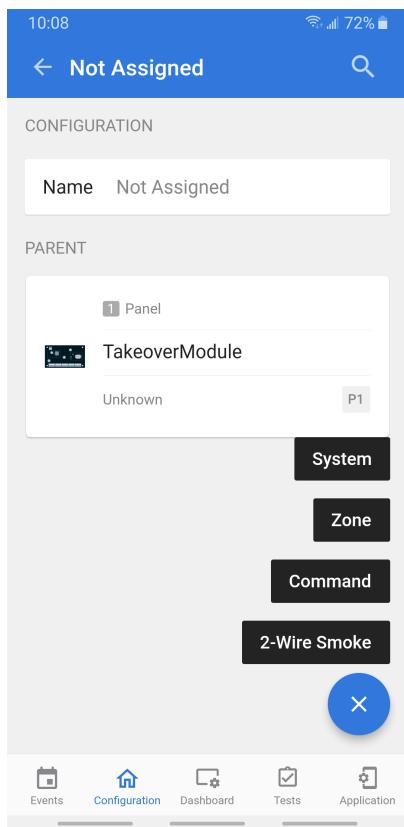 10:08 72%
Not Assigned
CONFIGURATION
Name Not Assigned
PARENT
1 Panel
TakeoverModule
Unknown P1
System
Zone
Command
2-Wire Smoke
Events Configuration Dashboard Tests Application